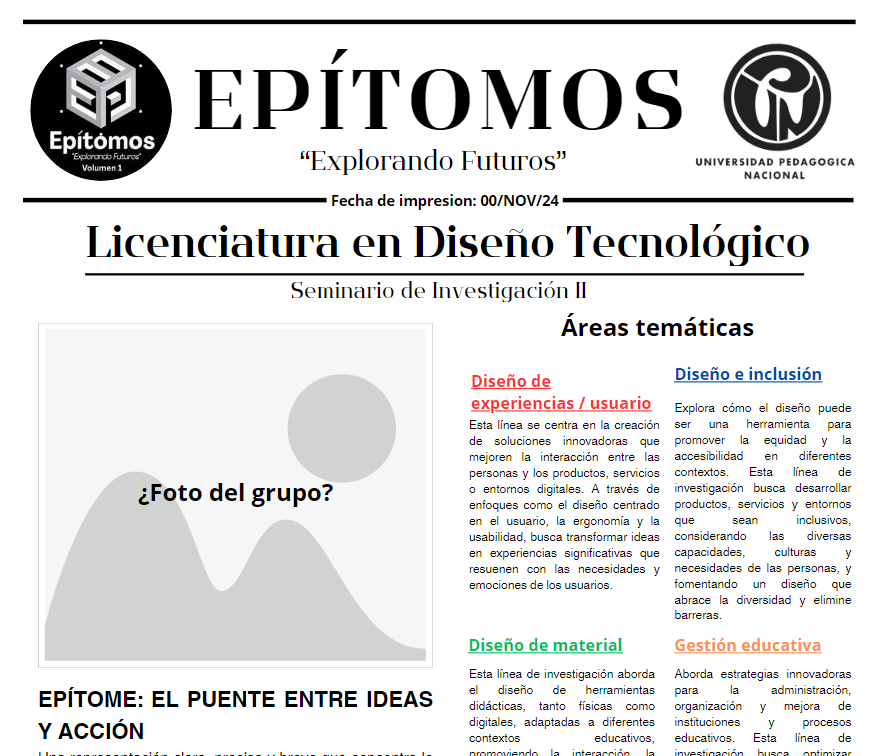 EPÍTOMOS
“Explorando Futuros”
Epítomos
"Explorando Futuros"
Volumen 1
UNIVERSIDAD PEDAGOGICA
NACIONAL
Fecha de impresion: 00/NOV/24
Licenciatura en Diseño Tecnológico
Seminario de Investigación II
¿Foto del grupo?
EPÍTOME: EL PUENTE ENTRE IDEAS
Y ACCIÓN
Una representación clara, precisa y breve que concentra lo
Áreas temáticas
Diseño de
experiencias / usuario
Esta línea se centra en la creación
de soluciones innovadoras que
mejoren la interacción entre las
personas y los productos, servicios
o entornos digitales. A través de
enfoques como el diseño centrado
en el usuario, la ergonomía y la
usabilidad, busca transformar ideas
en experiencias significativas que
resuenen con las necesidades y
emociones de los usuarios.
Diseño e inclusión
Explora cómo el diseño puede
ser una herramienta para
promover la equidad y la
accesibilidad en diferentes
contextos. Esta línea de
investigación busca desarrollar
productos, servicios y entornos
que sean inclusivos,
considerando las diversas
capacidades, culturas y
necesidades de las personas, y
fomentando un diseño que
abrace la diversidad y elimine
barreras.
Diseño de material
Esta línea de investigación aborda
el diseño de herramientas
didácticas, tanto físicas como
digitales, adaptadas a diferentes
contextos educativos,
promoviendo la interacción, la
Gestión educativa
Aborda estrategias innovadoras
para la administración,
organización y mejora de
instituciones y procesos
educativos. Esta línea de
investigación busca optimizar